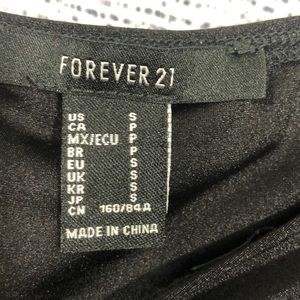 FOREVER 21
US S
CA P
MX/ECU P
BR P
EU S
UK S
KR S
JP S
CN 160/84A
MADE IN CHINA